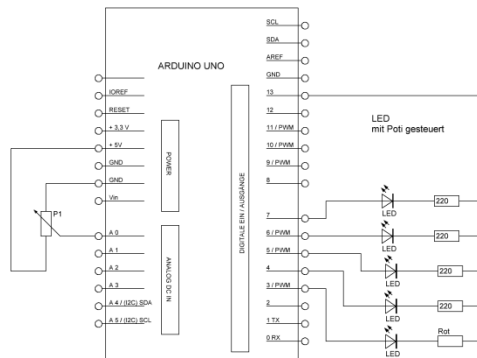 ARDUINO UNO
IOREF
RESET
+ 3,3 V
+ 5V
GND
GND
Vin
A 0
A 1
A 2
A 3
A 4 / (I2C) SDA
A 5 / (I2C) SCL
POWER
ANALOG DC IN
P1
DIGITALE EIN / AUSGÄNGE
SCL
SDA
AREF
GND
13
12
11 / PWM
10 / PWM
9 / PWM
8
7
6 / PWM
5 / PWM
4
3 / PWM
2
1 TX
0 RX
LED
mit Poti gesteuert
LED
220
LED
220
LED
220
LED
220
LED
Rot